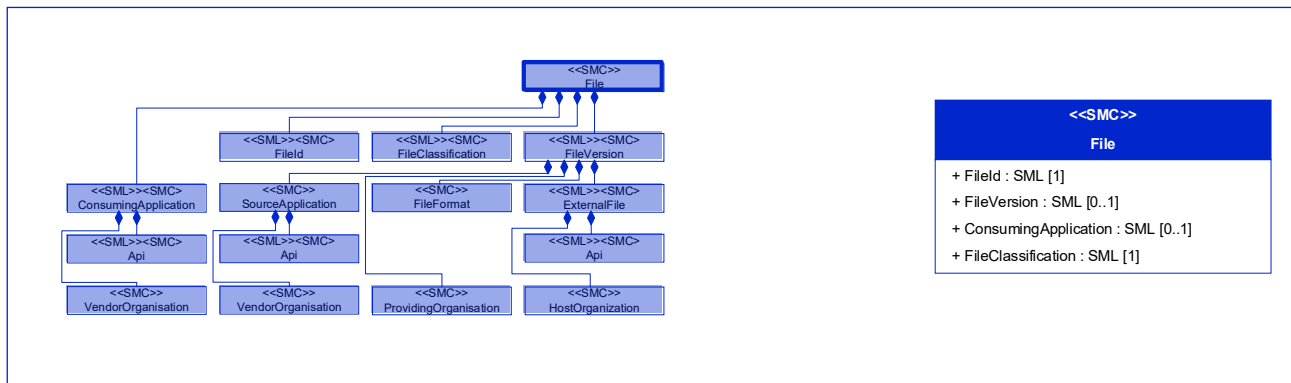 <<SMC>>
File
<<SML>><SMC>
FileId
<<SML>><SMC>
FileClassification
<<SML>><SMC>
FileVersion
<<SML>><SMC>
ConsumingApplication
<<SML>><SMC>
SourceApplication
<<SMC>>
FileFormat
<<SML>><SMC>
ExternalFile
<<SML>><SMC>
Api
<<SML>><SMC>
Api
<<SML>><SMC>
Api
<<SMC>>
VendorOrganisation
<<SMC>>
VendorOrganisation
<<SMC>>
ProvidingOrganisation
<<SMC>>
HostOrganization
<<SMC>>
File
+ FileId : SML [1]
+ FileVersion : SML [0..1]
+ ConsumingApplication : SML [0..1]
+ FileClassification : SML [1]